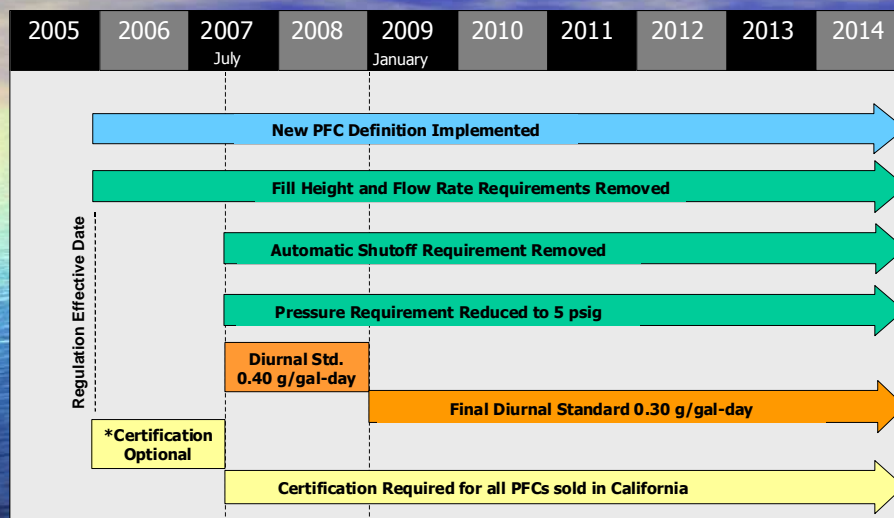 2005 2006 2007 2008 2009 2010 2011 2012 2013 2014
July January
New PFC Definition Implemented
Fill Height and Flow Rate Requirements Removed
Automatic Shutoff Requirement Removed
Pressure Requirement Reduced to 5 psig
Regulation Effective Date
Diurnal Std.
0.40 g/gal-day
Final Diurnal Standard 0.30 g/gal-day
*Certification
Optional
Certification Required for all PFCs sold in California